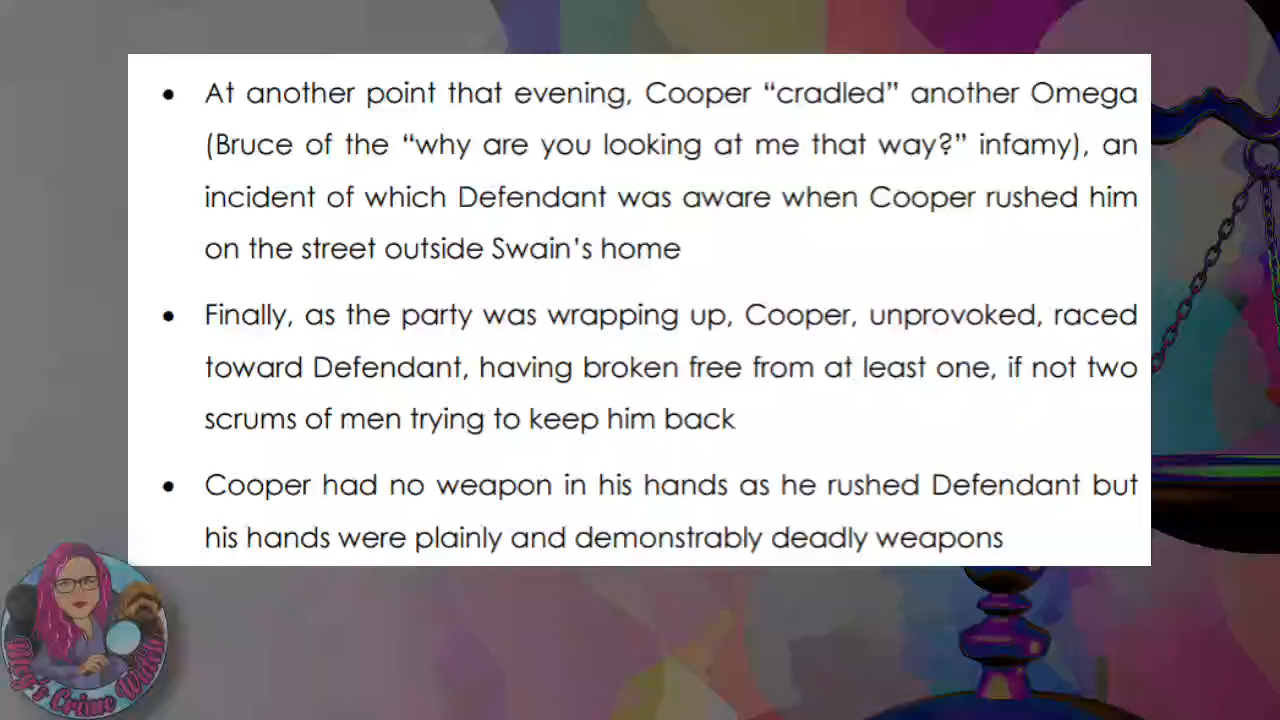 • At another point that evening, Cooper “cradled” another Omega
(Bruce of the “why are you looking at me that way?” infamy), an
incident of which Defendant was aware when Cooper rushed him
on the street outside Swain’s home
• Finally, as the party was wrapping up, Cooper, unprovoked, raced
toward Defendant, having broken free from at least one, if not two
scrums of men trying to keep him back
• Cooper had no weapon in his hands as he rushed Defendant but
his hands were plainly and demonstrably deadly weapons
Meg's Crime Watch